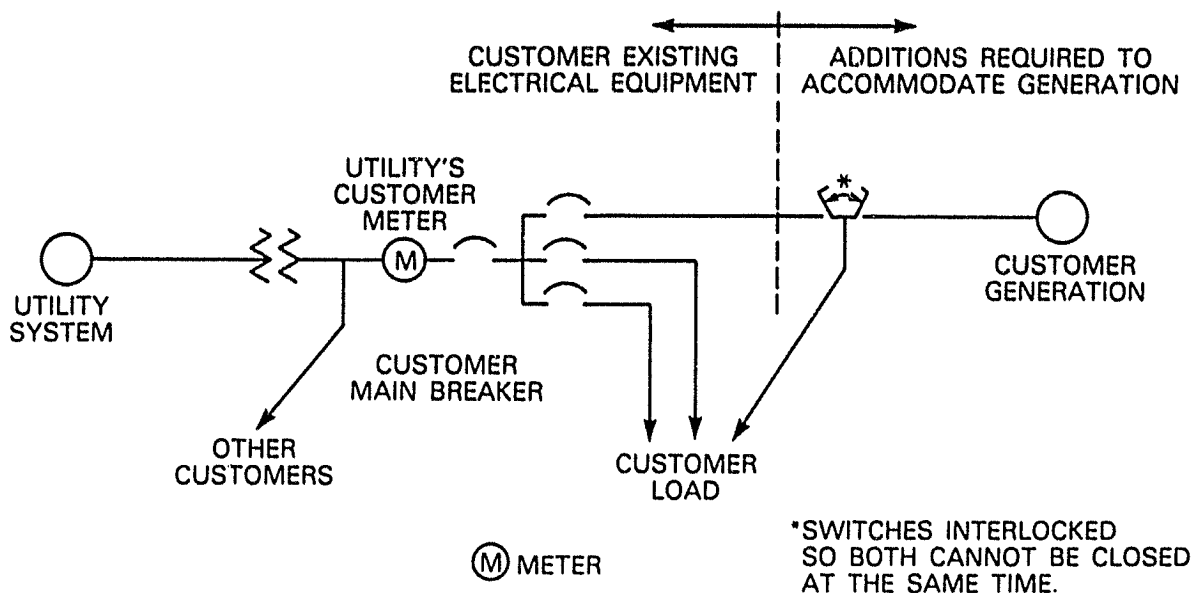 CUSTOMER EXISTING
ELECTRICAL EQUIPMENT
ADDITIONS REQUIRED TO
ACCOMMODATE GENERATION
UTILITY'S
CUSTOMER
METER
*
M
UTILITY
SYSTEM
CUSTOMER
GENERATION
CUSTOMER
MAIN BREAKER
OTHER
CUSTOMERS
CUSTOMER
LOAD
M METER
*SWITCHES INTERLOCKED
SO BOTH CANNOT BE CLOSED
AT THE SAME TIME.